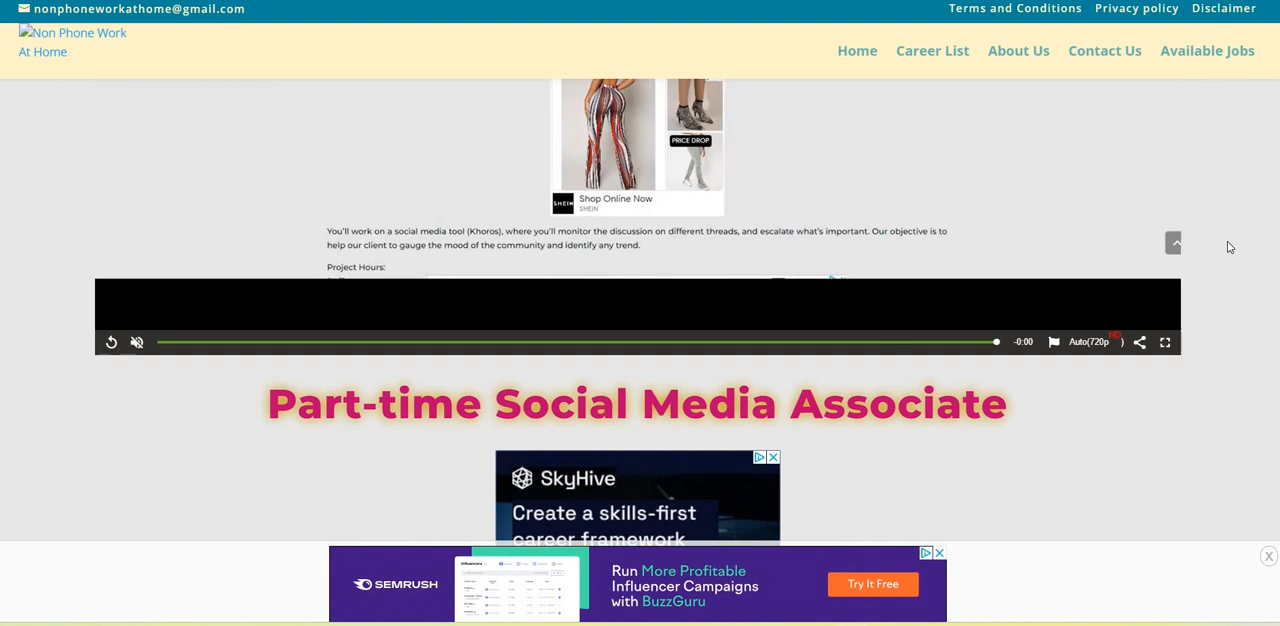 nonphoneworkathome@gmail.com
Terms and Conditions Privacy policy Disclaimer
Non Phone Work
At Home
Home Career List About Us Contact Us Available Jobs
PRICE DROP
SHEIN
Shop Online Now
SHEIN
You'll work on a social media tool (Khoros), where you'll monitor the discussion on different threads, and escalate what's important. Our objective is to
help our client to gauge the mood of the community and identify any trend.
Project Hours:
-0:00 Auto(720p HD )
Part-time Social Media Associate
SkyHive
Create a skills-first
career framework
SEMRUSH
Run More Profitable
Influencer Campaigns
with BuzzGuru
Try It Free